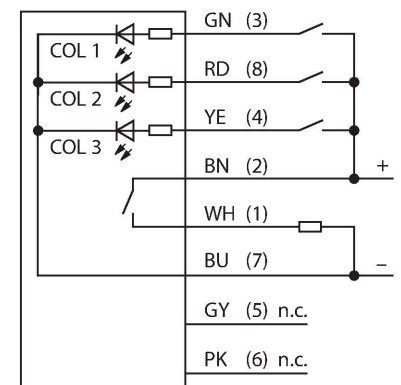 GN (3)
COL 1
RD (8)
COL 2
YE (4)
COL 3
BN (2) +
WH (1)
BU (7) –
GY (5) n.c.
PK (6) n.c.